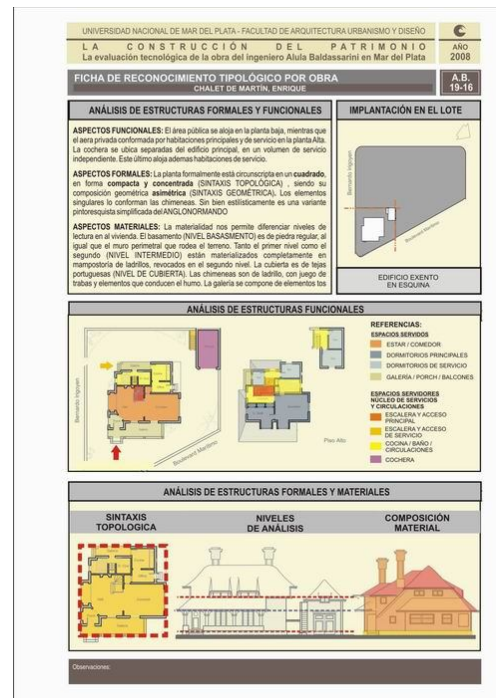 UNIVERSIDAD NACIONAL DE MAR DEL PLATA - FACULTAD DE ARQUITECTURA URBANISMO Y DISEÑO
LA CONSTRUCCIÓN DEL PATRIMONIO
La evaluación tecnológica de la obra del ingeniero Alula Baldassarini en Mar del Plata
AÑO
2008
FICHA DE RECONOCIMIENTO TIPOLÓGICO POR OBRA
CHALET DE MARTÍN, ENRIQUE
A.B.
19-16
ANÁLISIS DE ESTRUCTURAS FORMALES Y FUNCIONALES
ASPECTOS FUNCIONALES: El área pública se aloja en la planta baja, mientras que
el aera privada conformada por habitaciones principales y de servicio en la planta Alta.
La cochera se ubica separadas del edificio principal, en un volumen de servicio
independiente. Este último aloja ademas habitaciones de servicio.
ASPECTOS FORMALES: La planta formalmente está circunscripta en un cuadrado,
en forma compacta y concentrada (SINTAXIS TOPOLÓGICA) , siendo su
composición geométrica asimétrica (SINTAXIS GEOMÉTRICA). Los elementos
singulares lo conforman las chimeneas. Sin bien estilísticamente es una variante
pintoresquista simplificada del ANGLONORMANDO
ASPECTOS MATERIALES: La materialidad nos permite diferenciar niveles de
lectura en al vivienda. El basamento (NIVEL BASASMIENTO) es de piedra regular, al
igual que el muro perimetral que rodea el terreno. Tanto el primer nivel como el
segundo (NIVEL INTERMEDIO) están materializados completamente en
mampostería de ladrillos, revocados en el segundo nivel. La cubierta es de tejas
portuguesas (NIVEL DE CUBIERTA). Las chimeneas son de ladrillo, con juego de
trabas y elementos que conducen el humo. La galería se compone de elementos los
IMPLANTACIÓN EN EL LOTE
Bernardo Irigoyen
Boulevard Marítimo
EDIFICIO EXENTO
EN ESQUINA
ANÁLISIS DE ESTRUCTURAS FUNCIONALES
Bernardo Irigoyen
Boulevard Marítimo
Piso Alto
REFERENCIAS:
ESPACIOS SERVIDOS
ESTAR / COMEDOR
DORMITORIOS PRINCIPALES
DORMITORIOS DE SERVICIO
GALERÍA / PORCH / BALCONES
ESPACIOS SERVIDORES
NÚCLEO DE SERVICIOS
Y CIRCULACIONES
ESCALERA Y ACCESO
PRINCIPAL
ESCALERA Y ACCESO
DE SERVICIO
COCINA / BAÑO /
CIRCULACIONES
COCHERA
ANÁLISIS DE ESTRUCTURAS FORMALES Y MATERIALES
SINTAXIS
TOPOLOGICA
NIVELES
DE ANÁLISIS
COMPOSICIÓN
MATERIAL
Observaciones: